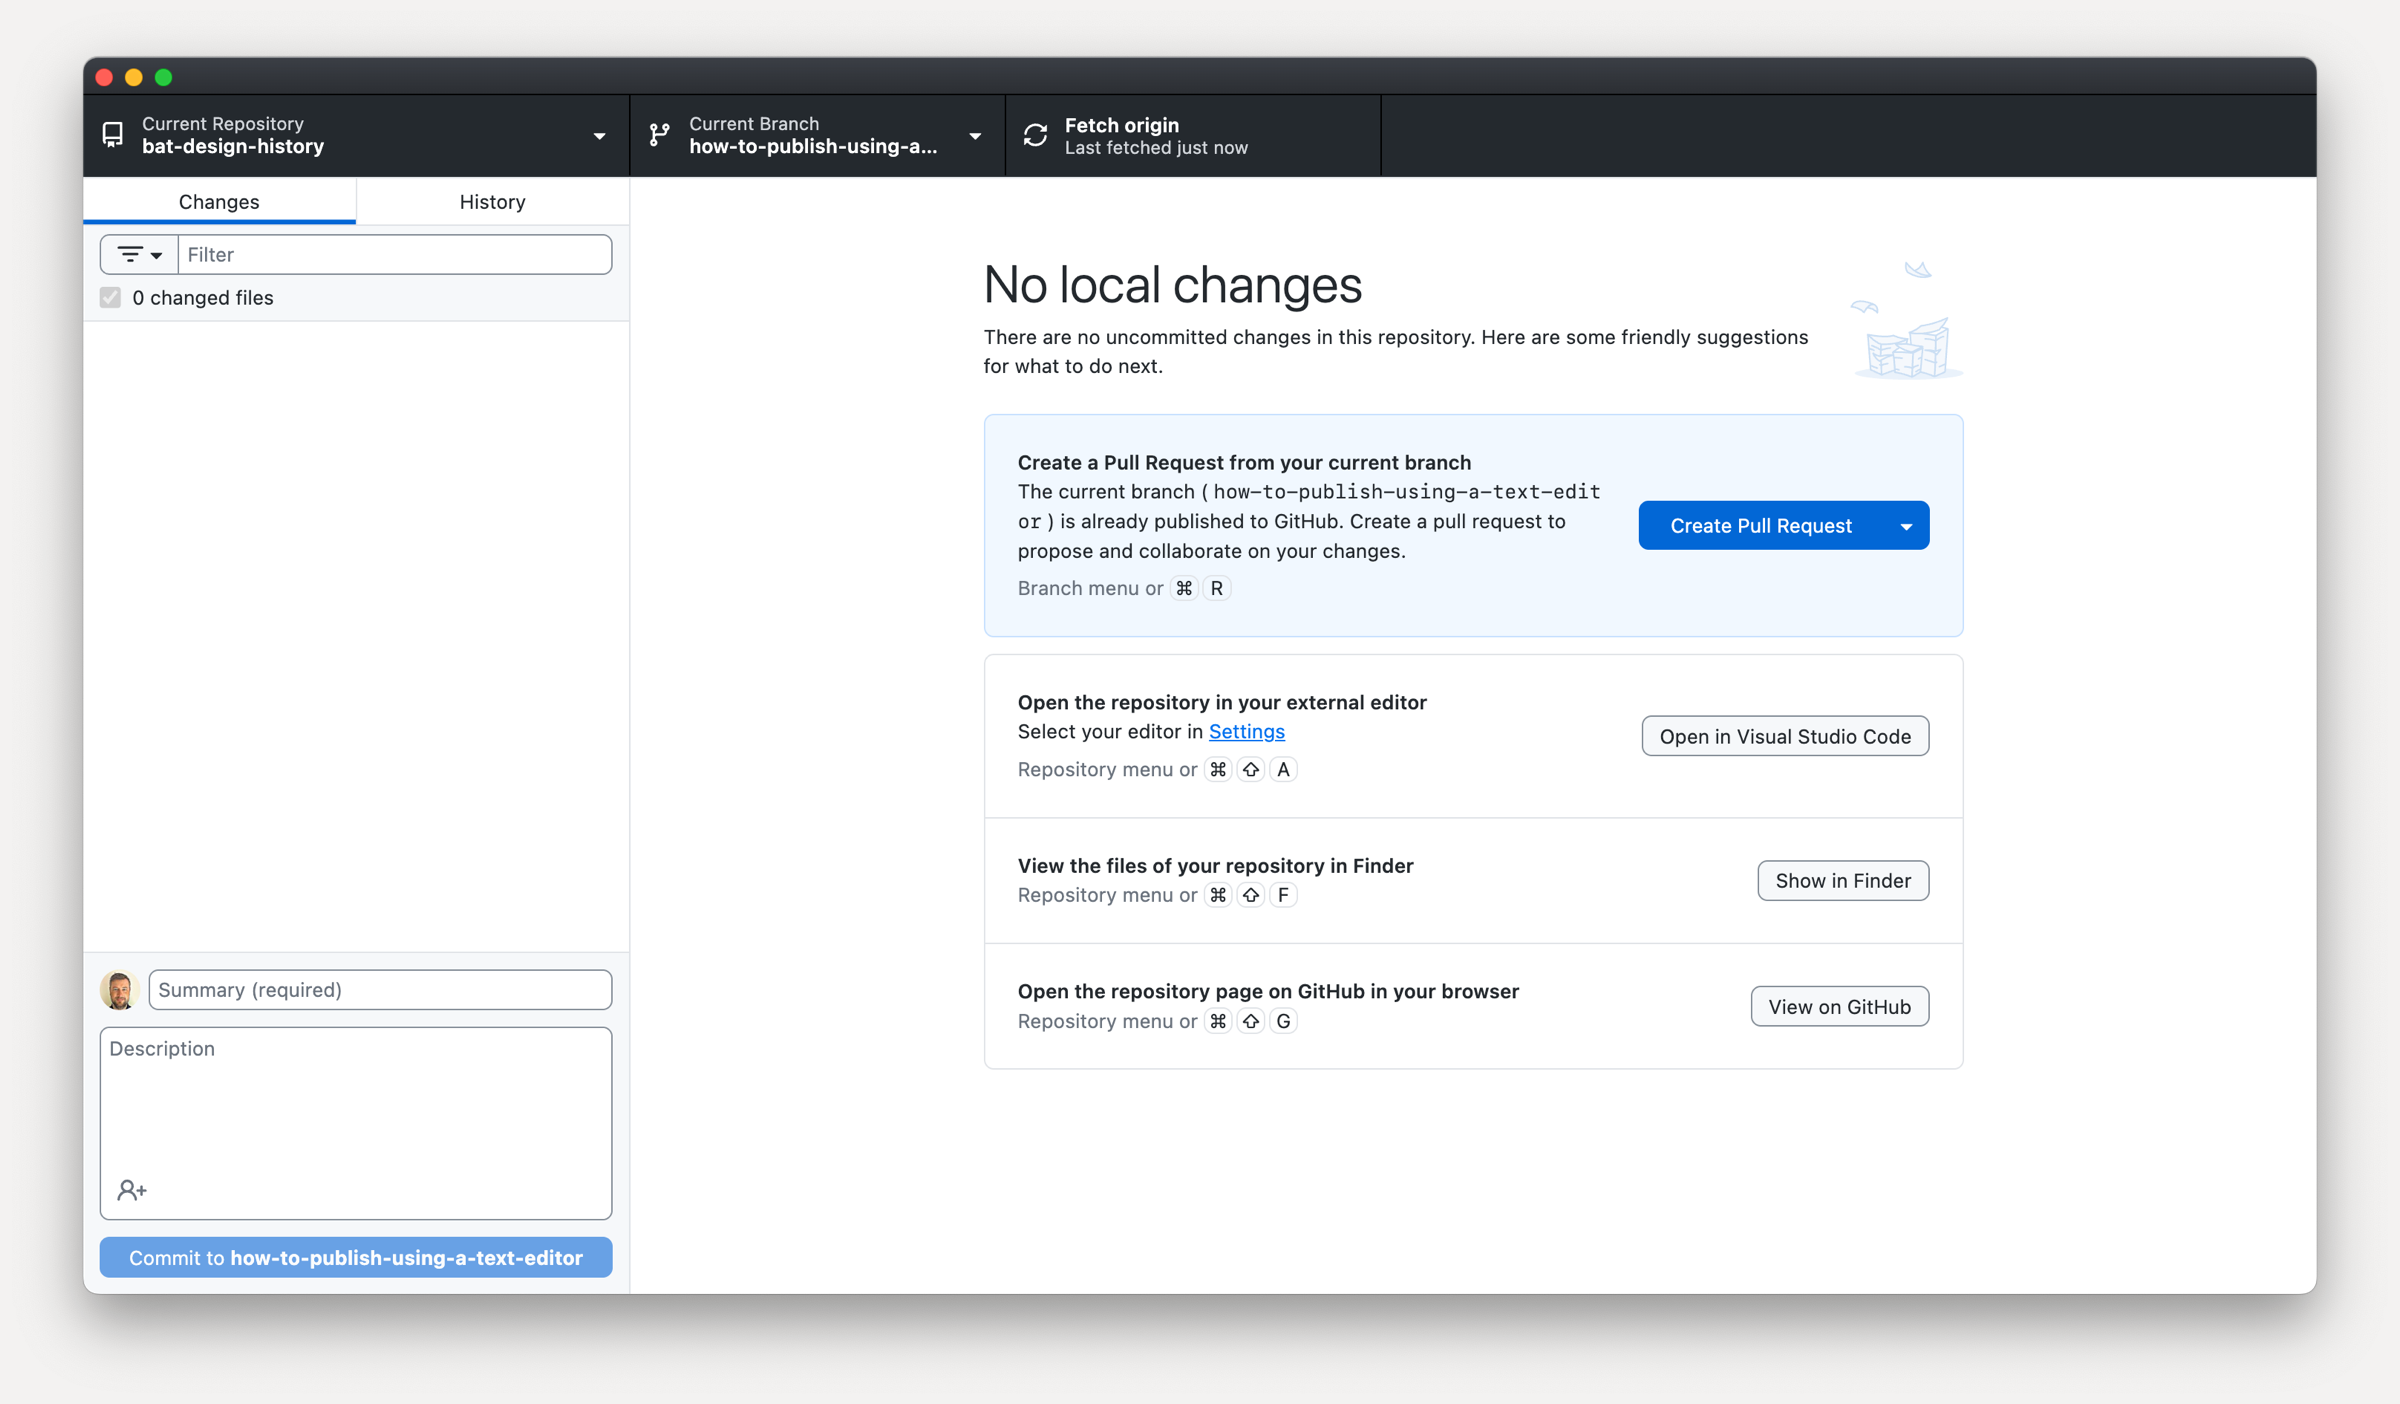 Current Repository
bat-design-history
Current Branch
how-to-publish-using-a...
Fetch origin
Last fetched just now
Changes
History
Filter
0 changed files
No local changes
There are no uncommitted changes in this repository. Here are some friendly suggestions
for what to do next.
Create a Pull Request from your current branch
The current branch ( how-to-publish-using-a-text-edit
or ) is already published to GitHub. Create a pull request to
propose and collaborate on your changes.
Branch menu or ⌘ R
Create Pull Request
Open the repository in your external editor
Select your editor in Settings
Repository menu or ⌘ ⇧ A
Open in Visual Studio Code
View the files of your repository in Finder
Repository menu or ⌘ ⇧ F
Show in Finder
Open the repository page on GitHub in your browser
Repository menu or ⌘ ⇧ G
View on GitHub
Summary (required)
Description
Commit to how-to-publish-using-a-text-editor